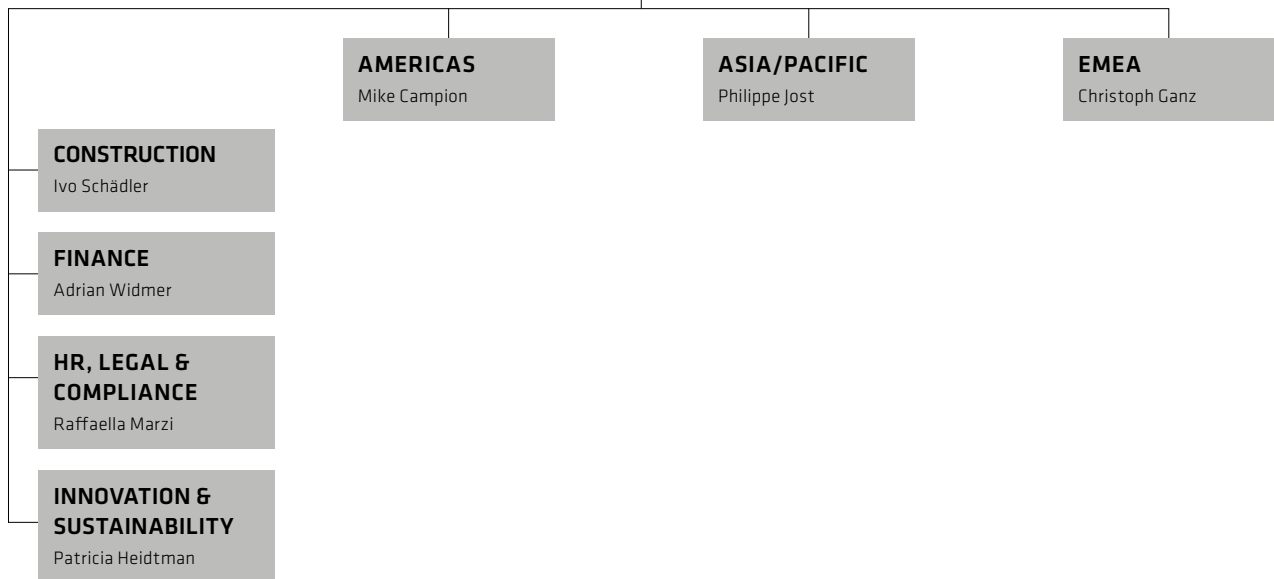 AMERICAS
Mike Campion
ASIA/PACIFIC
Philippe Jost
EMEA
Christoph Ganz
CONSTRUCTION
Ivo Schädler
FINANCE
Adrian Widmer
HR, LEGAL &
COMPLIANCE
Raffaella Marzi
INNOVATION &
SUSTAINABILITY
Patricia Heidtman